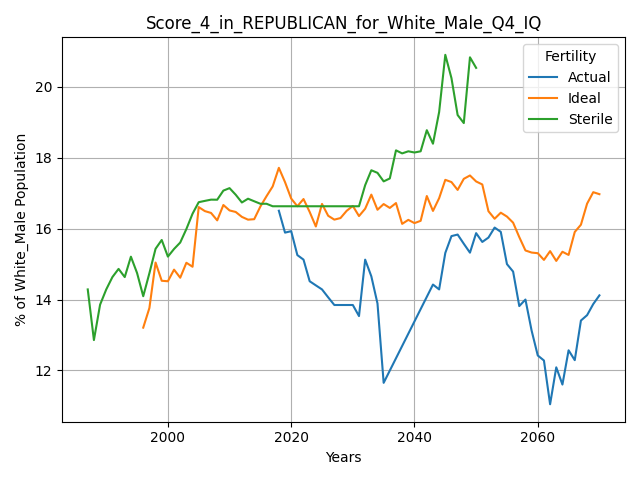 Score_4_in_REPUBLICAN_for_White_Male_Q4_IQ
Fertility
Actual
Ideal
Sterile
% of White_Male Population
20
18
16
14
12
2000
2020
2040
2060
Years